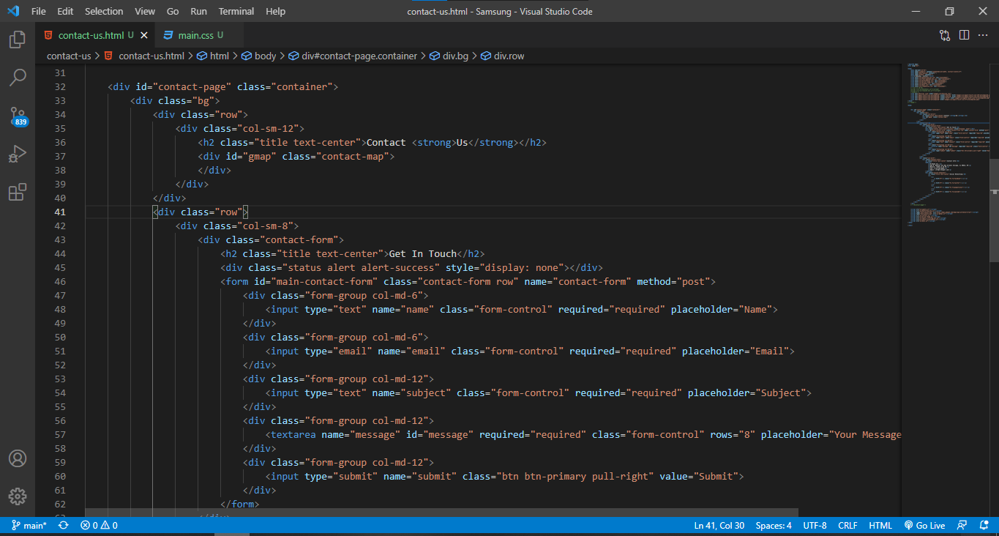 File Edit Selection View Go Run Terminal Help contact-us.html - Samsung - Visual Studio Code
contact-us.html U main.css U
contact-us > contact-us.html > html > body > div#contact-page.container > div.bg > div.row
31
32 <div id="contact-page" class="container">
33 <div class="bg">
34 <div class="row">
35 <div class="col-sm-12">
36 <h2 class="title text-center">Contact <strong>Us</strong></h2>
37 <div id="gmap" class="contact-map">
38 </div>
39 </div>
40 </div>
41 <div class="row">
42 <div class="col-sm-8">
43 <div class="contact-form">
44 <h2 class="title text-center">Get In Touch</h2>
45 <div class="status alert alert-success" style="display: none"></div>
46 <form id="main-contact-form" class="contact-form row" name="contact-form" method="post">
47 <div class="form-group col-md-6">
48 <input type="text" name="name" class="form-control" required="required" placeholder="Name">
49 </div>
50 <div class="form-group col-md-6">
51 <input type="email" name="email" class="form-control" required="required" placeholder="Email">
52 </div>
53 <div class="form-group col-md-12">
54 <input type="text" name="subject" class="form-control" required="required" placeholder="Subject">
55 </div>
56 <div class="form-group col-md-12">
57 <textarea name="message" id="message" required="required" class="form-control" rows="8" placeholder="Your Message
58 </div>
59 <div class="form-group col-md-12">
60 <input type="submit" name="submit" class="btn btn-primary pull-right" value="Submit">
61 </div>
62 </form>
63 </div>
839
main* 0 0 Ln 41, Col 30 Spaces: 4 UTF-8 CRLF HTML Go Live